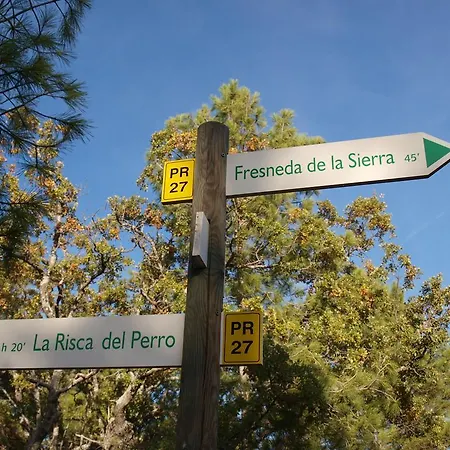 PR
27
Fresneda de la Sierra 45'
h 20' La Risca del Perro
PR
27